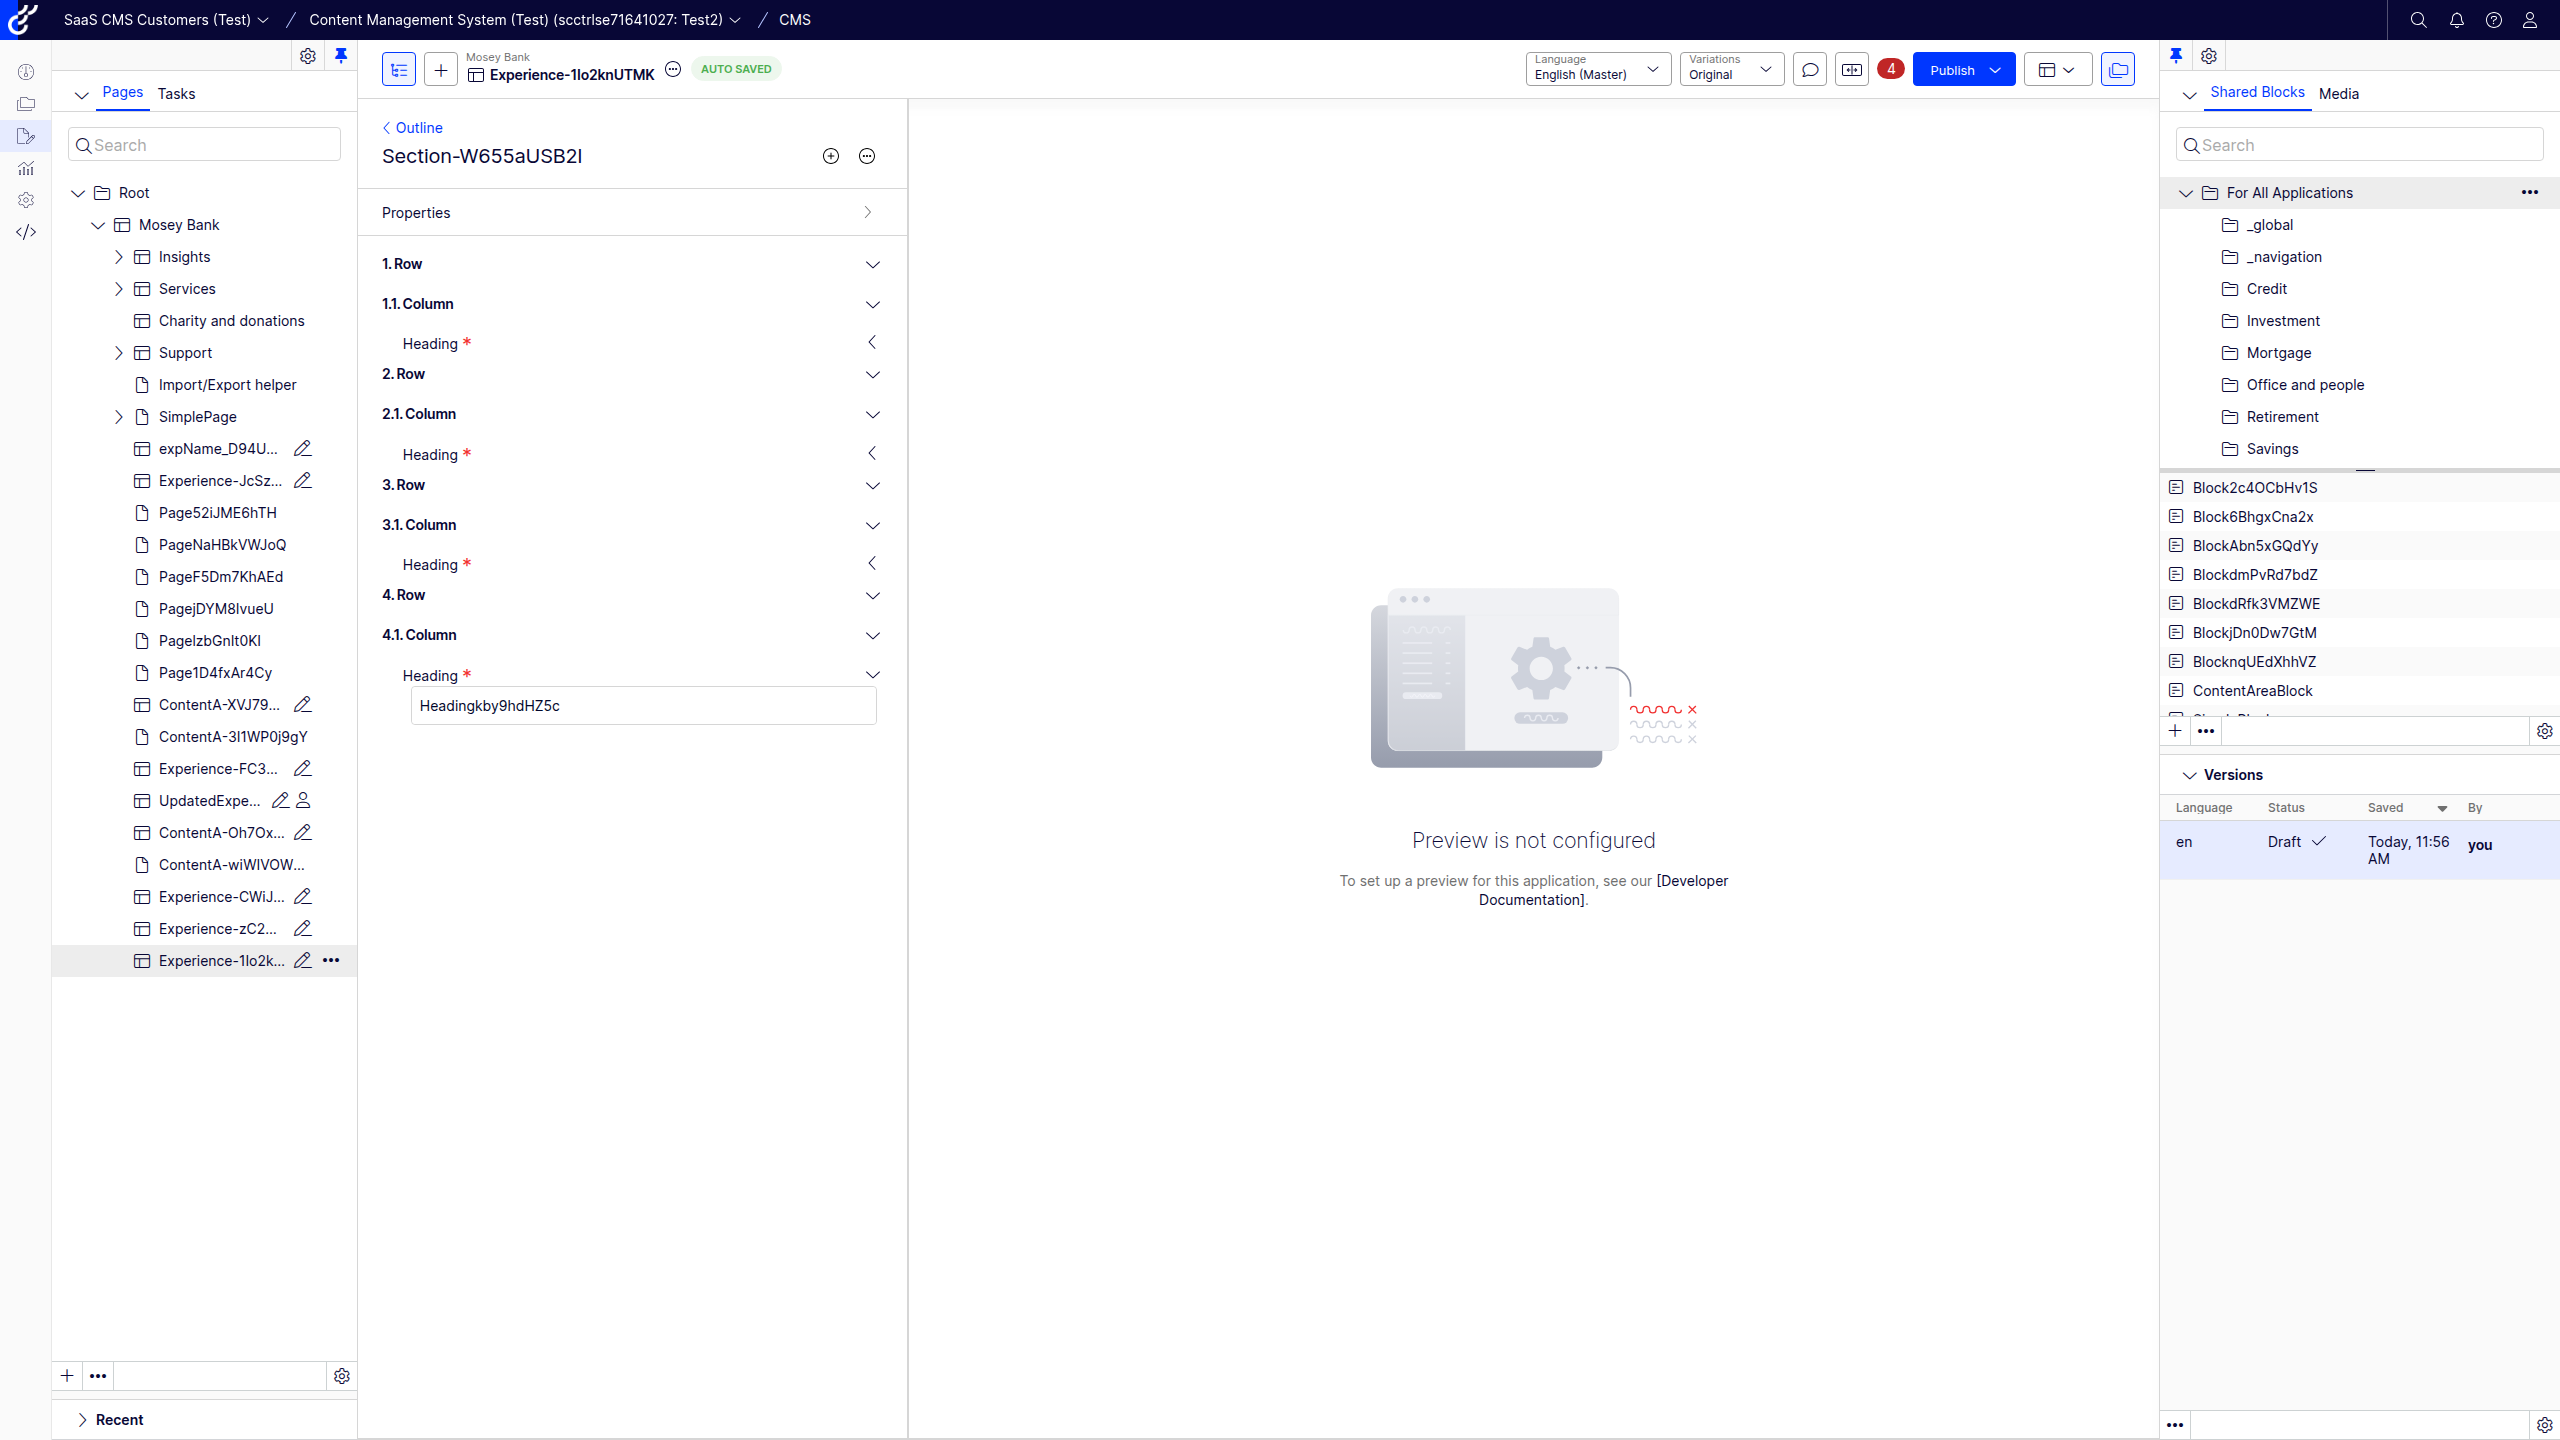 SaaS CMS Customers (Test)
Content Management System (Test) (scctrlse71641027: Test2)
CMS
Pages
Tasks
Search
Root
Mosey Bank
Insights
Services
Charity and donations
Support
Import/Export helper
SimplePage
expName_D94U...
Experience-JcSz...
Page52iJME6hTH
PageNaHBkVWJoQ
PageF5Dm7KhAEd
PagejDYM8IvueU
PageIzbGnIt0KI
Page1D4fxAr4Cy
ContentA-XVJ79...
ContentA-3I1WP0j9gY
Experience-FC3...
UpdatedExpe...
ContentA-Oh7Ox...
ContentA-wiWIVOW...
Experience-CWiJ...
Experience-zC2...
Experience-1Io2k...
Recent
Mosey Bank
Experience-1Io2knUTMK
AUTO SAVED
Language
English (Master)
Variations
Original
4
Publish
Outline
Section-W655aUSB2I
Properties
1. Row
1.1. Column
Heading *
2. Row
2.1. Column
Heading *
3. Row
3.1. Column
Heading *
4. Row
4.1. Column
Heading *
Headingkby9hdHZ5c
Preview is not configured
To set up a preview for this application, see our [Developer
Documentation].
Shared Blocks
Media
Search
For All Applications
_global
_navigation
Credit
Investment
Mortgage
Office and people
Retirement
Savings
Block2c4OCbHv1S
Block6BhgxCna2x
BlockAbn5xGQdYy
BlockdmPvRd7bdZ
BlockdRfk3VMZWE
BlockjDn0Dw7GtM
BlocknqUEdXhhVZ
ContentAreaBlock
Versions
Language
Status
Saved
By
en
Draft
Today, 11:56
AM
you